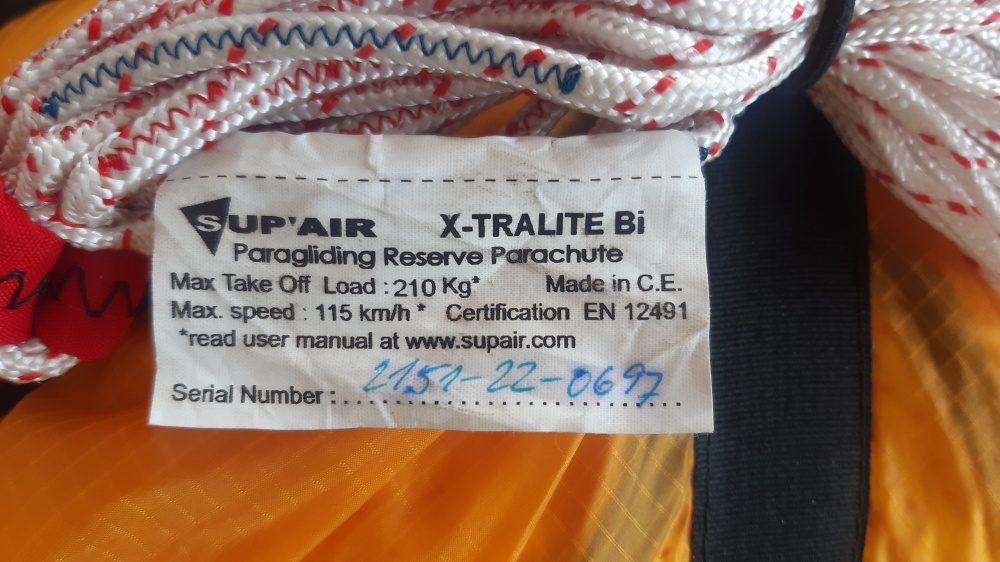 SUP'AIR X-TRALITE Bi
Paragliding Reserve Parachute
Max Take Off Load : 210 Kg* Made in C.E.
Max. speed : 115 km/h * Certification EN 12491
*read user manual at www.supair.com
Serial Number : 2151-22-0697